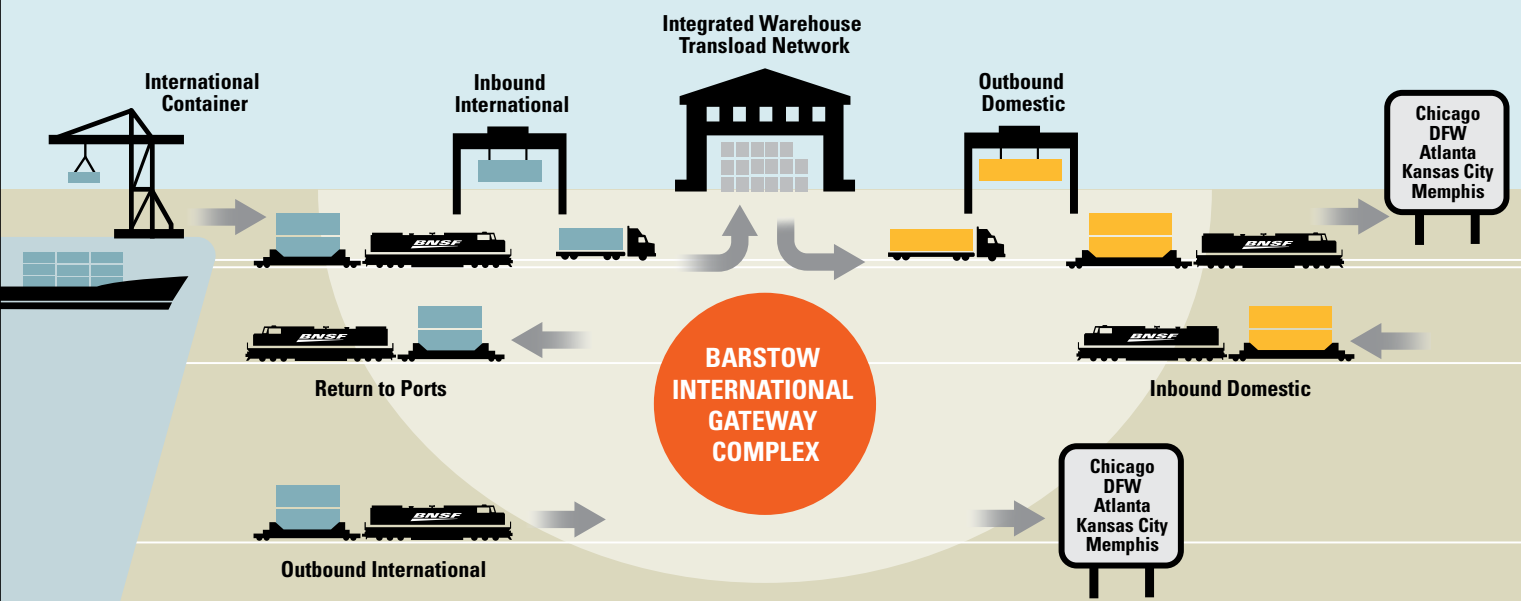 Integrated Warehouse
Transload Network
International
Container
Inbound
International
Outbound
Domestic
Chicago
DFW
Atlanta
Kansas City
Memphis
BNSF
BNSF
BNSF
BNSF
Return to Ports
BARSTOW
INTERNATIONAL
GATEWAY
COMPLEX
Inbound Domestic
Chicago
DFW
Atlanta
Kansas City
Memphis
BNSF
Outbound International